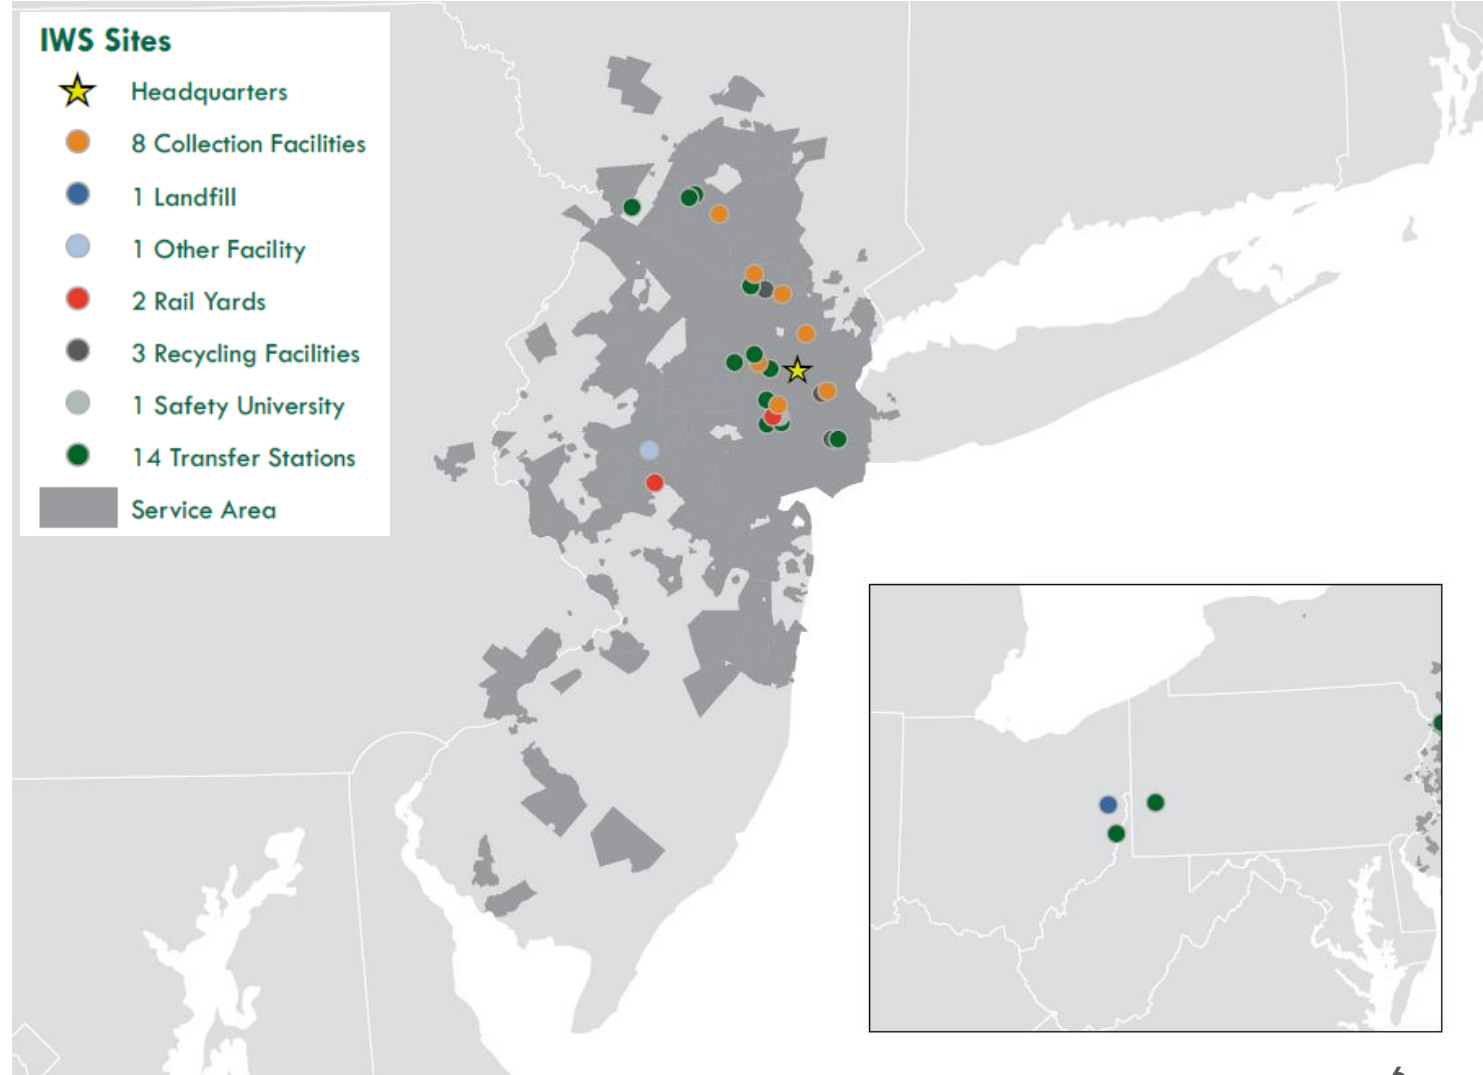 IWS Sites
Headquarters
8 Collection Facilities
1 Landfill
1 Other Facility
2 Rail Yards
3 Recycling Facilities
1 Safety University
14 Transfer Stations
Service Area